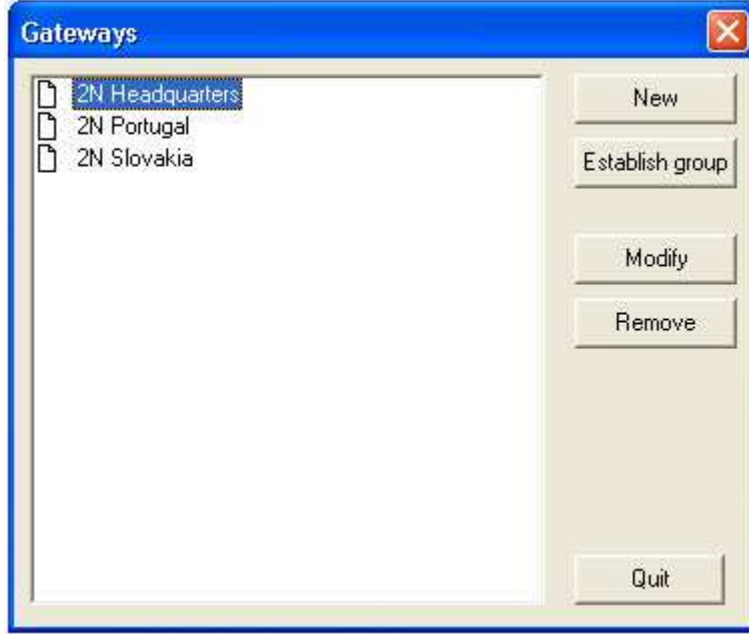 Gateways
2N Headquarters
2N Portugal
2N Slovakia
New
Establish group
Modify
Remove
Quit